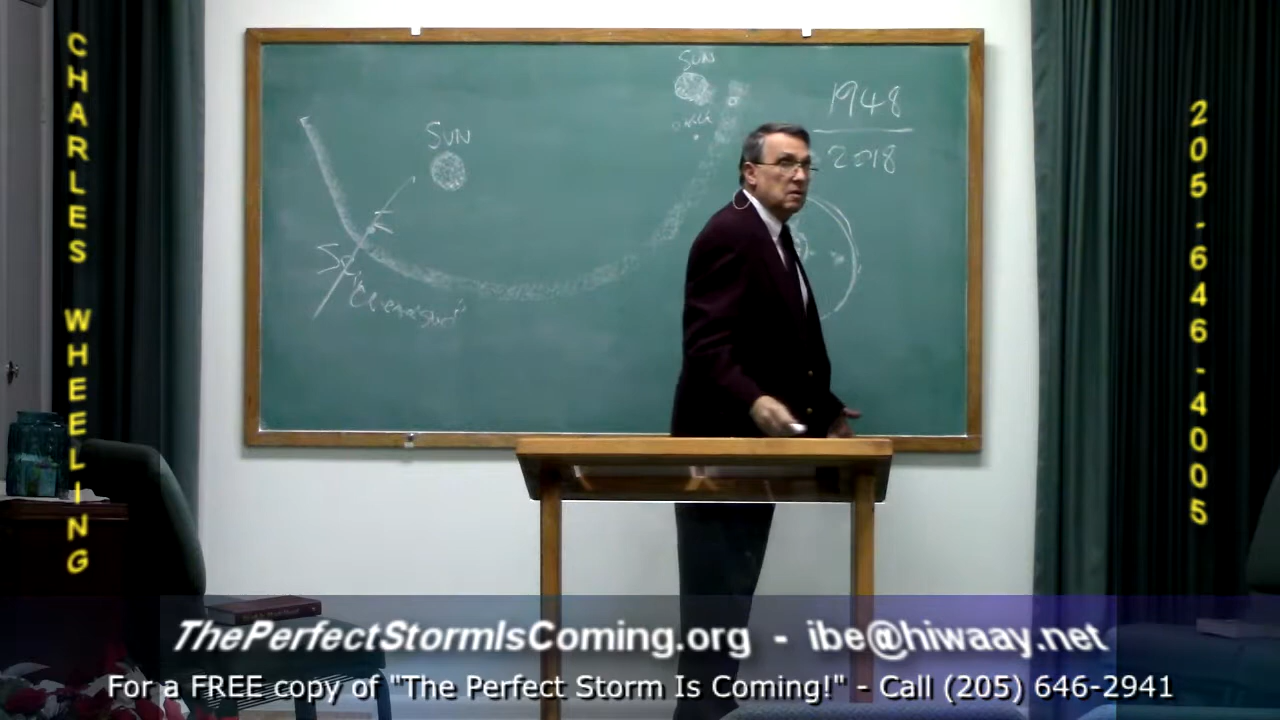 CHARLES WHEELING
SUN
SUN
1948
2018
205-646-4005
ThePerfectStormIsComing.org - ibe@hiwaay.net
For a FREE copy of "The Perfect Storm Is Coming!" - Call (205) 646-2941